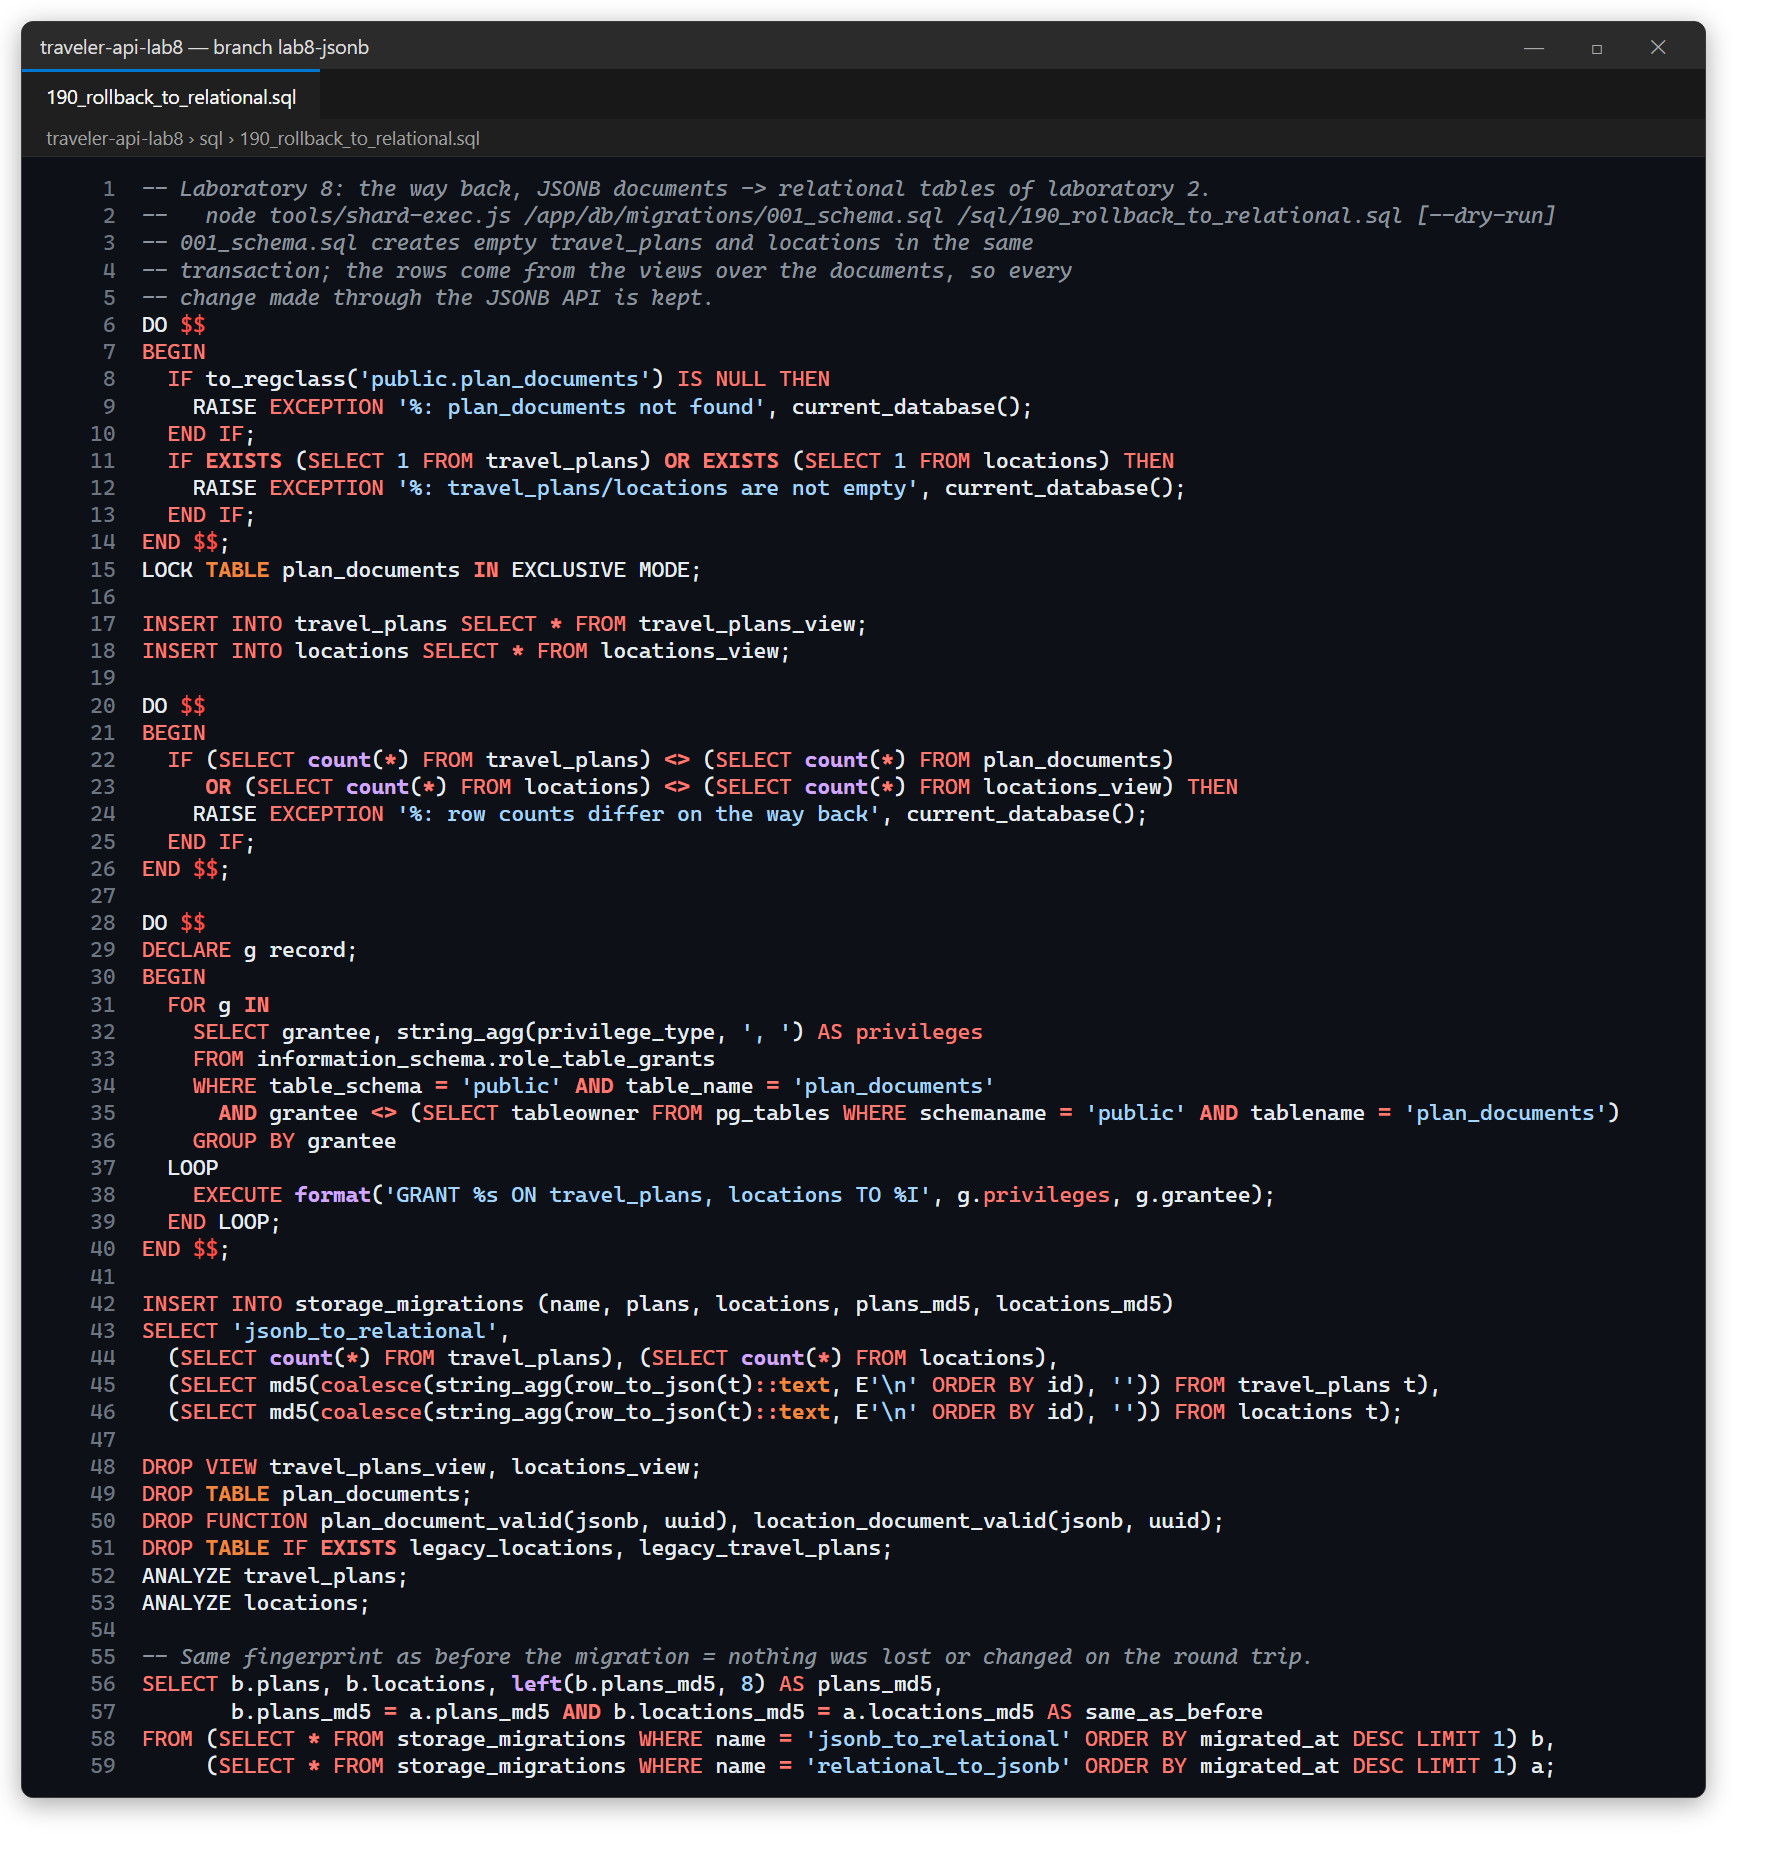 traveler-api-lab8 — branch lab8-jsonb
190_rollback_to_relational.sql
traveler-api-lab8 › sql › 190_rollback_to_relational.sql
1 -- Laboratory 8: the way back, JSONB documents -> relational tables of laboratory 2.
2 --   node tools/shard-exec.js /app/db/migrations/001_schema.sql /sql/190_rollback_to_relational.sql [--dry-run]
3 -- 001_schema.sql creates empty travel_plans and locations in the same
4 -- transaction; the rows come from the views over the documents, so every
5 -- change made through the JSONB API is kept.
6 DO $$
7 BEGIN
8   IF to_regclass('public.plan_documents') IS NULL THEN
9     RAISE EXCEPTION '%: plan_documents not found', current_database();
10   END IF;
11   IF EXISTS (SELECT 1 FROM travel_plans) OR EXISTS (SELECT 1 FROM locations) THEN
12     RAISE EXCEPTION '%: travel_plans/locations are not empty', current_database();
13   END IF;
14 END $$;
15 LOCK TABLE plan_documents IN EXCLUSIVE MODE;
16
17 INSERT INTO travel_plans SELECT * FROM travel_plans_view;
18 INSERT INTO locations SELECT * FROM locations_view;
19
20 DO $$
21 BEGIN
22   IF (SELECT count(*) FROM travel_plans) <> (SELECT count(*) FROM plan_documents)
23      OR (SELECT count(*) FROM locations) <> (SELECT count(*) FROM locations_view) THEN
24     RAISE EXCEPTION '%: row counts differ on the way back', current_database();
25   END IF;
26 END $$;
27
28 DO $$
29 DECLARE g record;
30 BEGIN
31   FOR g IN
32     SELECT grantee, string_agg(privilege_type, ', ') AS privileges
33     FROM information_schema.role_table_grants
34     WHERE table_schema = 'public' AND table_name = 'plan_documents'
35       AND grantee <> (SELECT tableowner FROM pg_tables WHERE schemaname = 'public' AND tablename = 'plan_documents')
36     GROUP BY grantee
37   LOOP
38     EXECUTE format('GRANT %s ON travel_plans, locations TO %I', g.privileges, g.grantee);
39   END LOOP;
40 END $$;
41
42 INSERT INTO storage_migrations (name, plans, locations, plans_md5, locations_md5)
43 SELECT 'jsonb_to_relational',
44   (SELECT count(*) FROM travel_plans), (SELECT count(*) FROM locations),
45   (SELECT md5(coalesce(string_agg(row_to_json(t)::text, E'\n' ORDER BY id), '')) FROM travel_plans t),
46   (SELECT md5(coalesce(string_agg(row_to_json(t)::text, E'\n' ORDER BY id), '')) FROM locations t);
47
48 DROP VIEW travel_plans_view, locations_view;
49 DROP TABLE plan_documents;
50 DROP FUNCTION plan_document_valid(jsonb, uuid), location_document_valid(jsonb, uuid);
51 DROP TABLE IF EXISTS legacy_locations, legacy_travel_plans;
52 ANALYZE travel_plans;
53 ANALYZE locations;
54
55 -- Same fingerprint as before the migration = nothing was lost or changed on the round trip.
56 SELECT b.plans, b.locations, left(b.plans_md5, 8) AS plans_md5,
57        b.plans_md5 = a.plans_md5 AND b.locations_md5 = a.locations_md5 AS same_as_before
58 FROM (SELECT * FROM storage_migrations WHERE name = 'jsonb_to_relational' ORDER BY migrated_at DESC LIMIT 1) b,
59      (SELECT * FROM storage_migrations WHERE name = 'relational_to_jsonb' ORDER BY migrated_at DESC LIMIT 1) a;